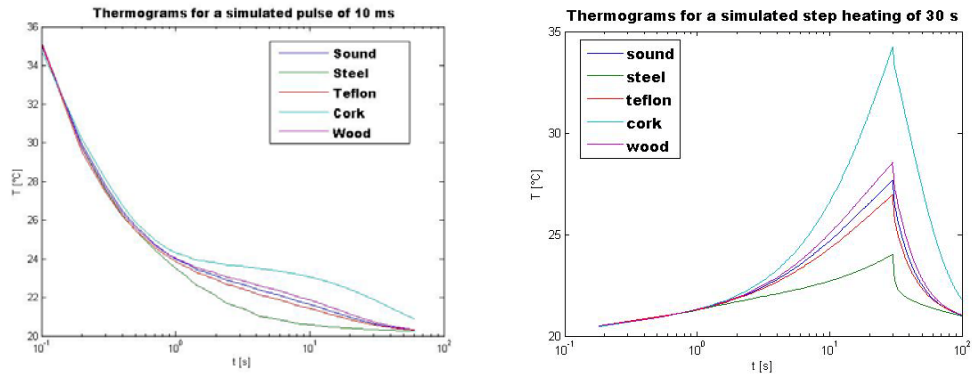 Thermograms for a simulated pulse of 10 ms
36
34
32
30
28
26
24
22
20
T [°C]
Sound
Steel
Teflon
Cork
Wood
10⁻¹
10⁰
10¹
10²
t [s]
Thermograms for a simulated step heating of 30 s
35
30
25
20
T [°C]
sound
steel
teflon
cork
wood
10⁰
10¹
10²
t [s]